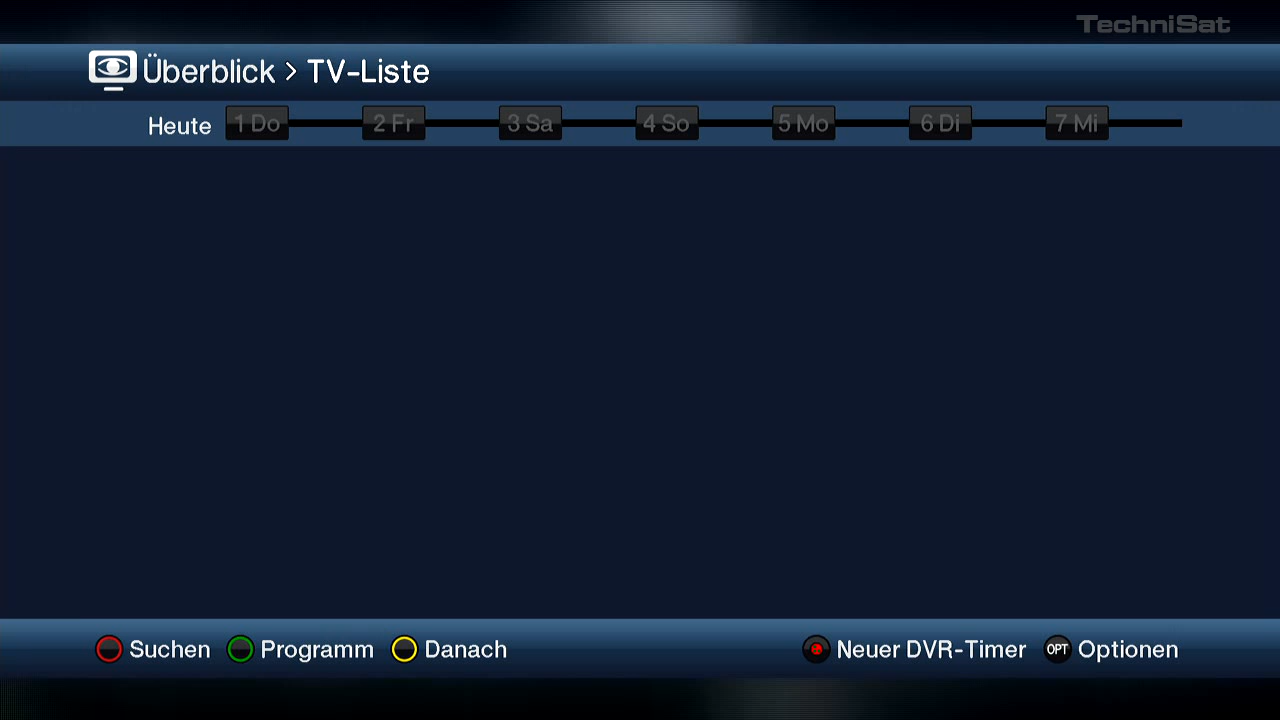 TechniSat
Überblick > TV-Liste
Heute 1 Do 2 Fr 3 Sa 4 So 5 Mo 6 Di 7 Mi
Suchen Programm Danach Neuer DVR-Timer OPT Optionen